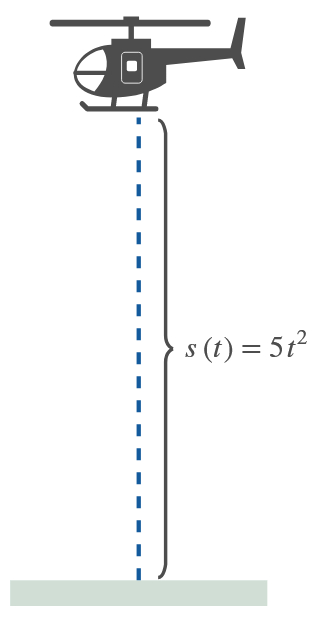 s (t) = 5t²